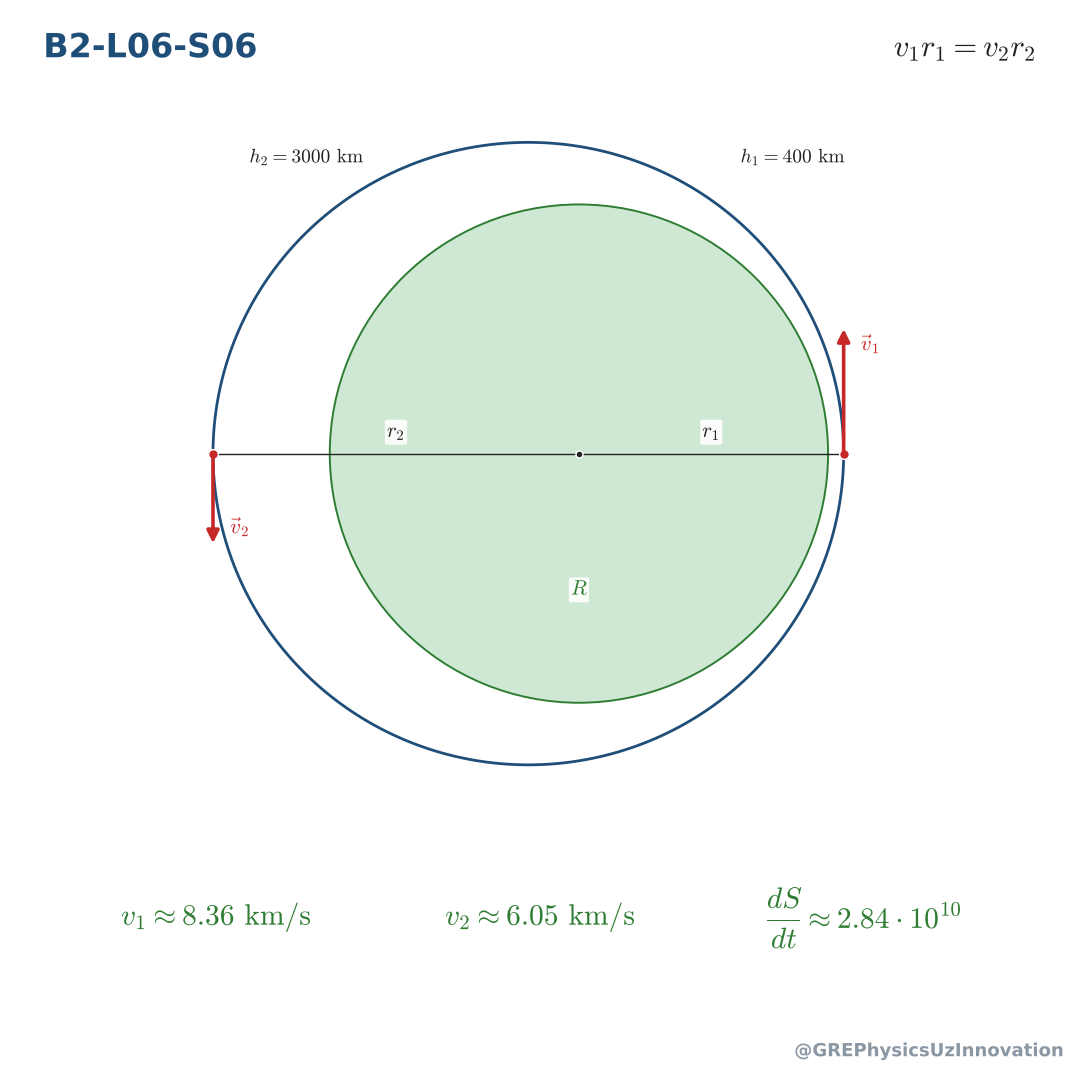 B2-L06-S06
v₁r₁ = v₂r₂
h₂ = 3000 km
h₁ = 400 km
v⃗₁
r₂
r₁
v⃗₂
R
v₁ ≈ 8.36 km/s
v₂ ≈ 6.05 km/s
dS/dt ≈ 2.84 · 10¹⁰
@GREPhysicsUzInnovation